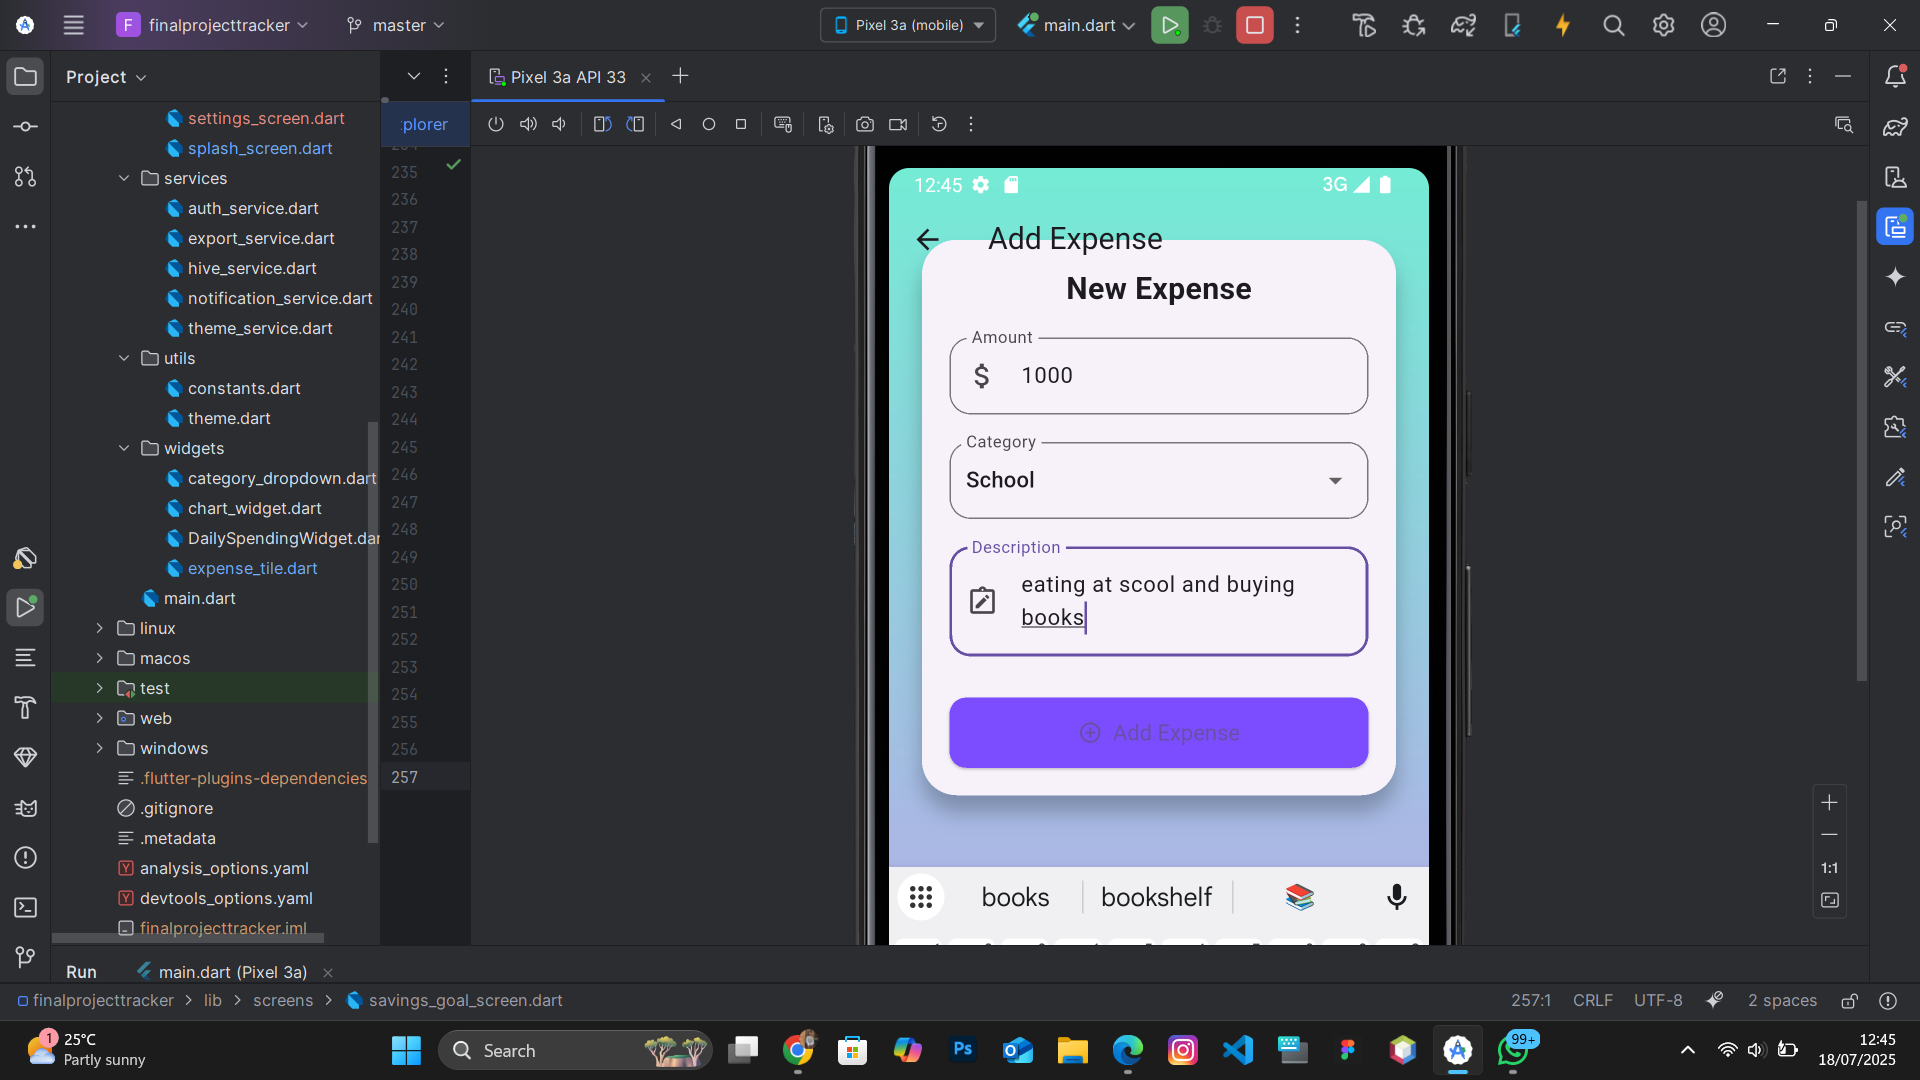 F finalprojecttracker master Pixel 3a (mobile) main.dart
Project
Pixel 3a API 33
settings_screen.dart
splash_screen.dart
services
auth_service.dart
export_service.dart
hive_service.dart
notification_service.dart
theme_service.dart
utils
constants.dart
theme.dart
widgets
category_dropdown.dart
chart_widget.dart
DailySpendingWidget.dar
expense_tile.dart
main.dart
linux
macos
test
web
windows
.flutter-plugins-dependencies
.gitignore
.metadata
analysis_options.yaml
devtools_options.yaml
finalprojecttracker.iml
plorer
235
236
237
238
239
240
241
242
243
244
245
246
247
248
249
250
251
252
253
254
255
256
257
12:45 3G
Add Expense
New Expense
Amount
$ 1000
Category
School
Description
eating at scool and buying
books
Add Expense
books bookshelf
1:1
Run main.dart (Pixel 3a)
finalprojecttracker > lib > screens > savings_goal_screen.dart
257:1 CRLF UTF-8 2 spaces
1 25°C
Partly sunny
Search
Ps
99+
12:45
18/07/2025